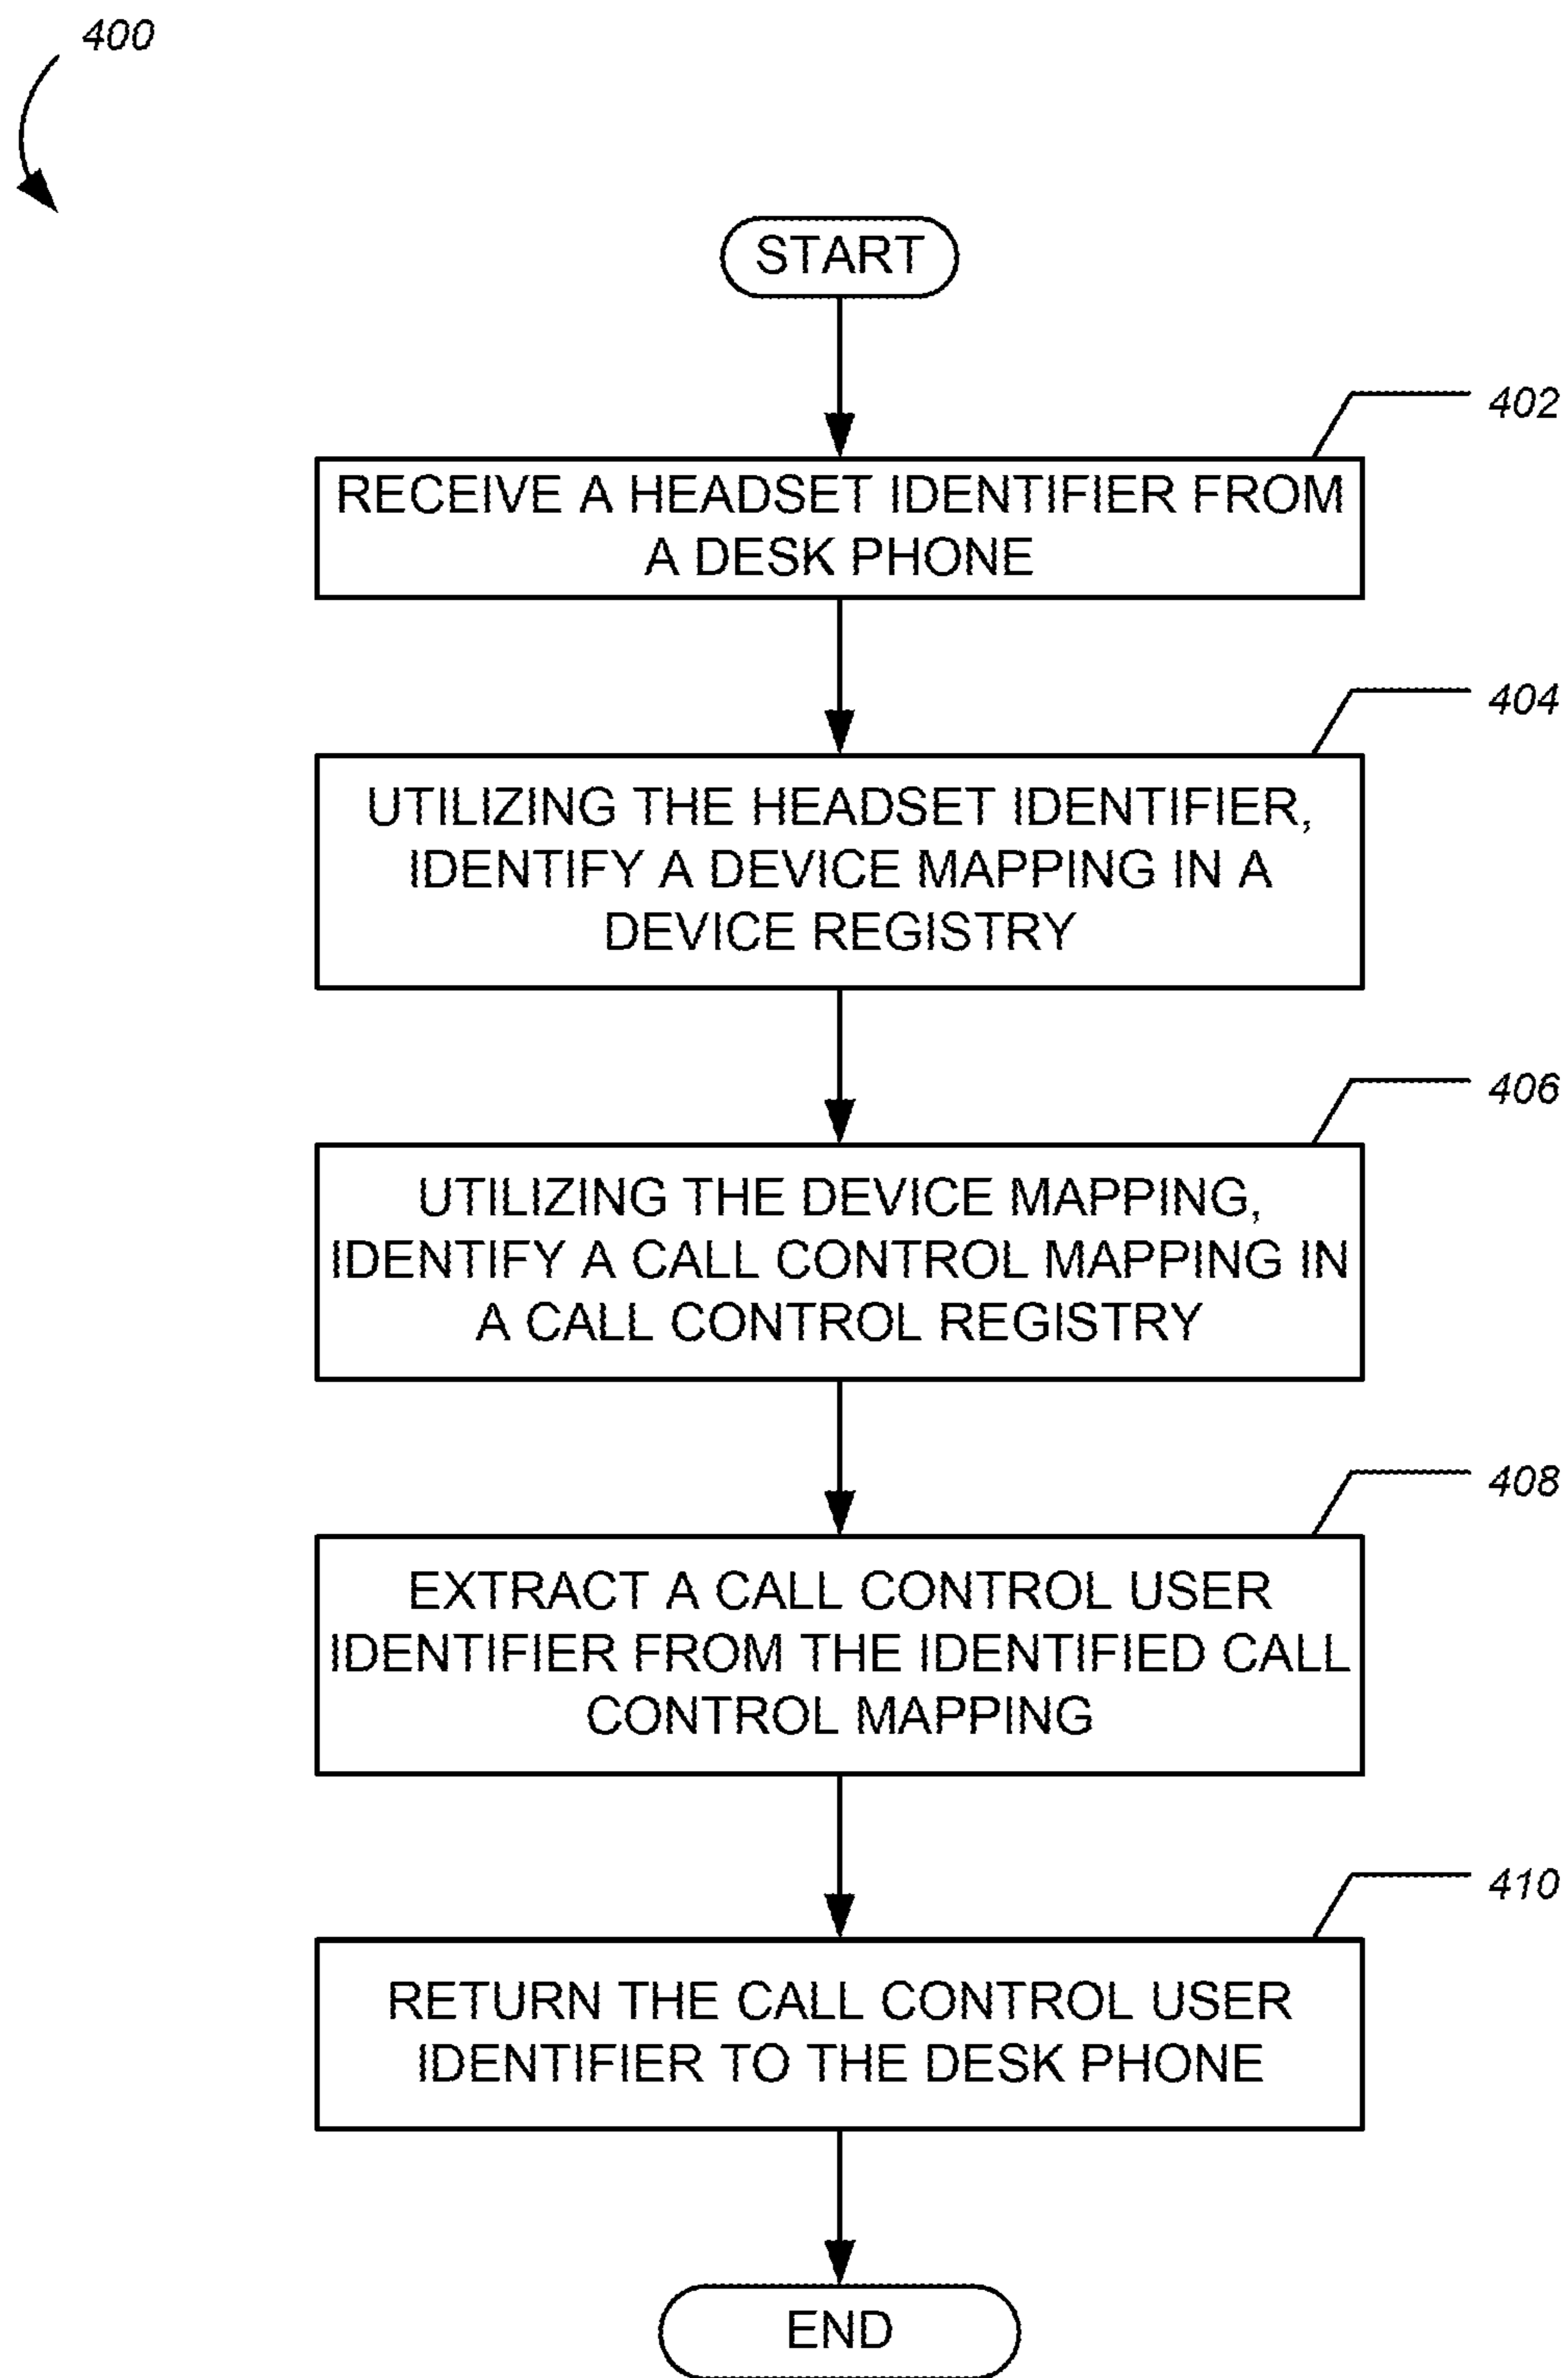 400
START
402
RECEIVE A HEADSET IDENTIFIER FROM
A DESK PHONE
404
UTILIZING THE HEADSET IDENTIFIER,
IDENTIFY A DEVICE MAPPING IN A
DEVICE REGISTRY
406
UTILIZING THE DEVICE MAPPING,
IDENTIFY A CALL CONTROL MAPPING IN
A CALL CONTROL REGISTRY
408
EXTRACT A CALL CONTROL USER
IDENTIFIER FROM THE IDENTIFIED CALL
CONTROL MAPPING
410
RETURN THE CALL CONTROL USER
IDENTIFIER TO THE DESK PHONE
END